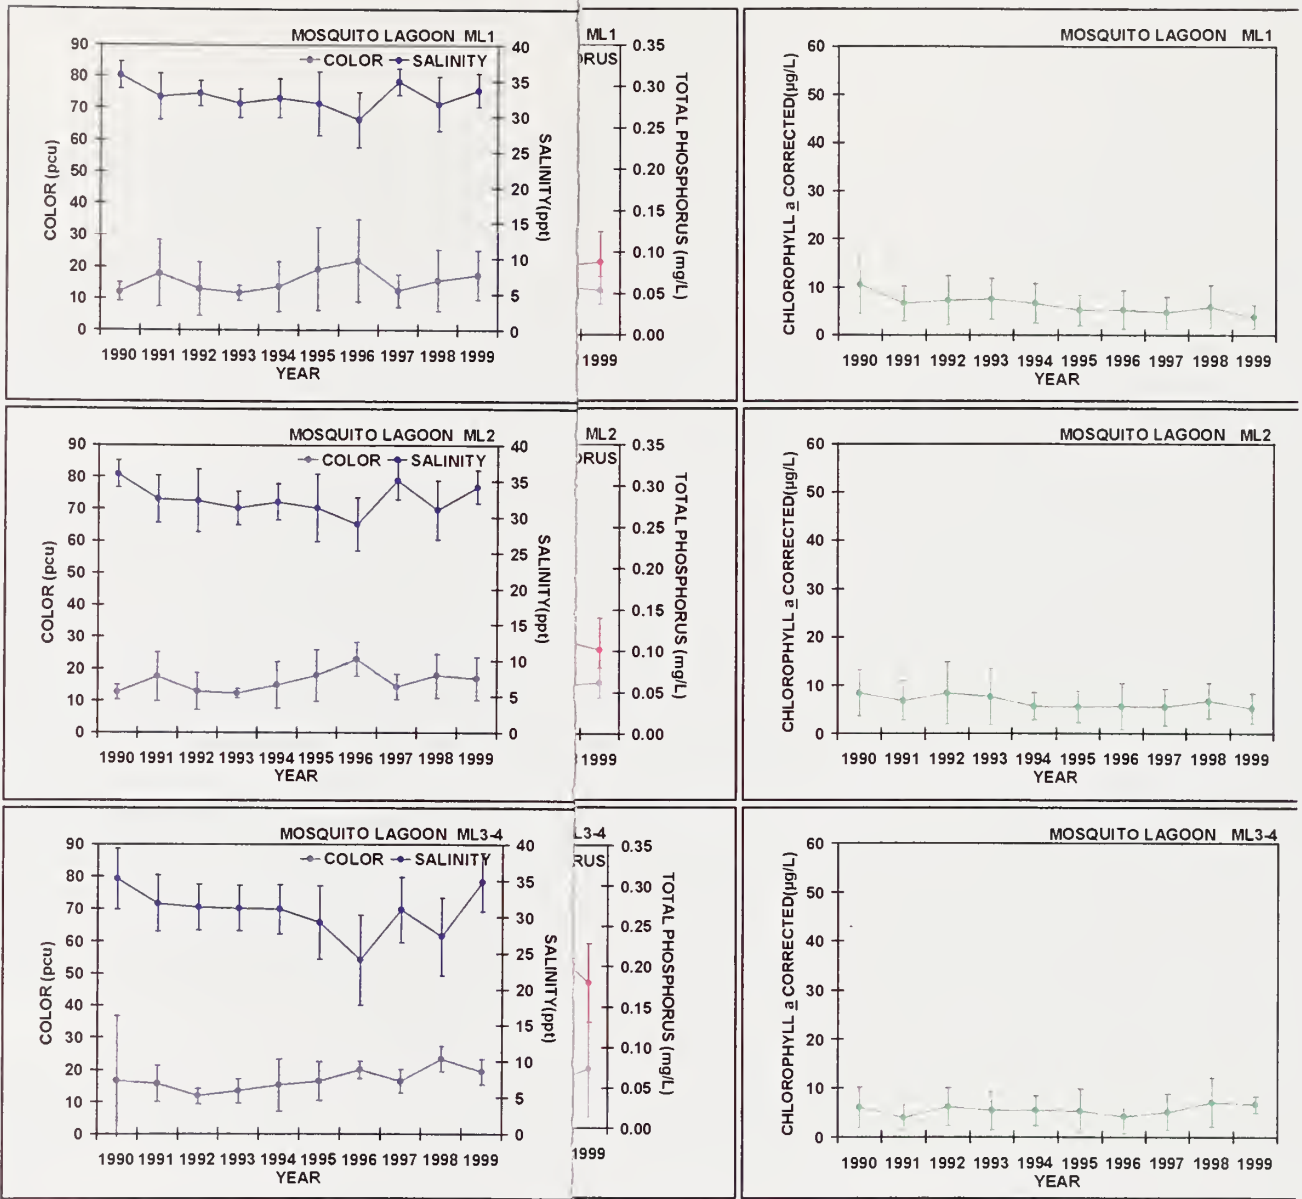 MOSQUITO LAGOON ML1
COLOR SALINITY
90
80
70
60
50
40
30
20
10
0
COLOR (pcu)
40
35
30
25
20
15
10
5
0
SALINITY(ppt)
1990 1991 1992 1993 1994 1995 1996 1997 1998 1999
YEAR
ML1
ORUS
0.35
0.30
0.25
0.20
0.15
0.10
0.05
0.00
TOTAL PHOSPHORUS (mg/L)
1999
MOSQUITO LAGOON ML1
60
50
40
30
20
10
0
CHLOROPHYLL a CORRECTED(µg/L)
1990 1991 1992 1993 1994 1995 1996 1997 1998 1999
YEAR
MOSQUITO LAGOON ML2
COLOR SALINITY
90
80
70
60
50
40
30
20
10
0
COLOR (pcu)
40
35
30
25
20
15
10
5
0
SALINITY(ppt)
1990 1991 1992 1993 1994 1995 1996 1997 1998 1999
YEAR
ML2
ORUS
0.35
0.30
0.25
0.20
0.15
0.10
0.05
0.00
TOTAL PHOSPHORUS (mg/L)
1999
MOSQUITO LAGOON ML2
60
50
40
30
20
10
0
CHLOROPHYLL a CORRECTED(µg/L)
1990 1991 1992 1993 1994 1995 1996 1997 1998 1999
YEAR
MOSQUITO LAGOON ML3-4
COLOR SALINITY
90
80
70
60
50
40
30
20
10
0
COLOR (pcu)
40
35
30
25
20
15
10
5
0
SALINITY(ppt)
1990 1991 1992 1993 1994 1995 1996 1997 1998 1999
YEAR
L3-4
RUS
0.35
0.30
0.25
0.20
0.15
0.10
0.05
0.00
TOTAL PHOSPHORUS (mg/L)
1999
MOSQUITO LAGOON ML3-4
60
50
40
30
20
10
0
CHLOROPHYLL a CORRECTED(µg/L)
1990 1991 1992 1993 1994 1995 1996 1997 1998 1999
YEAR